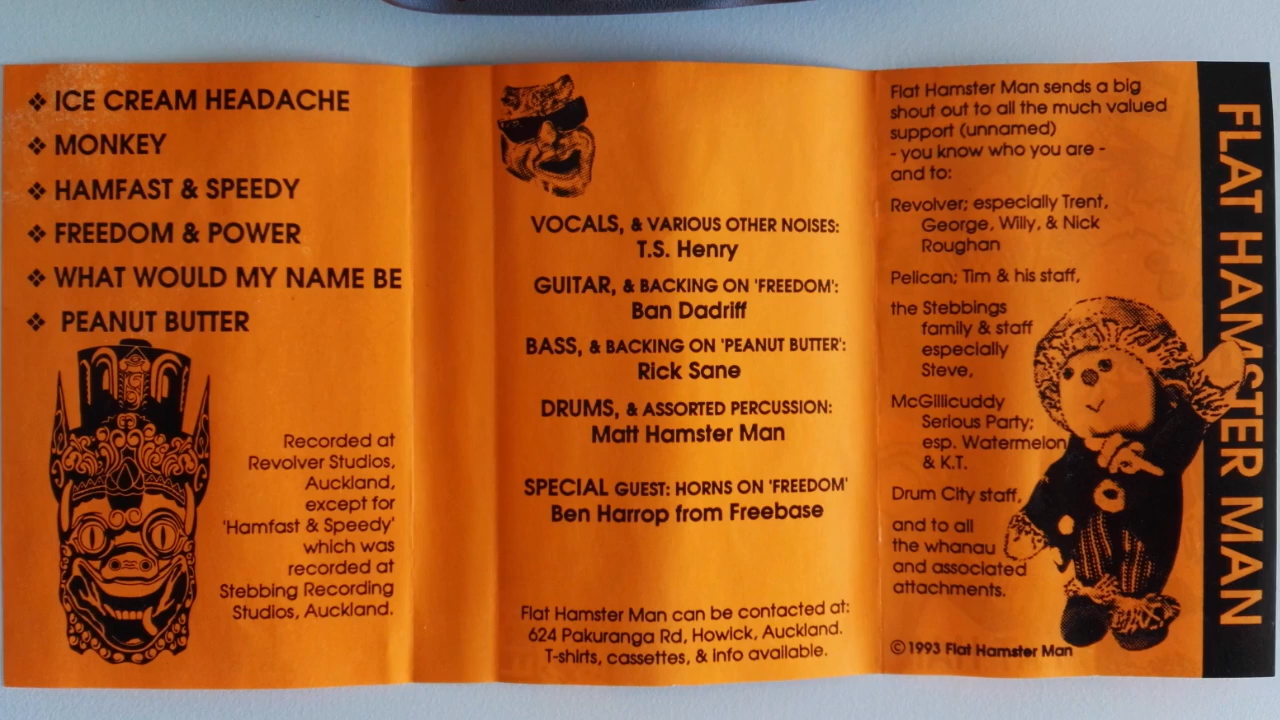 ❖ ICE CREAM HEADACHE
❖ MONKEY
❖ HAMFAST & SPEEDY
❖ FREEDOM & POWER
❖ WHAT WOULD MY NAME BE
❖ PEANUT BUTTER
Recorded at
Revolver Studios,
Auckland,
except for
'Hamfast & Speedy'
which was
recorded at
Stebbing Recording
Studios, Auckland.
VOCALS, & VARIOUS OTHER NOISES:
T.S. Henry
GUITAR, & BACKING ON 'FREEDOM':
Ban Dadriff
BASS, & BACKING ON 'PEANUT BUTTER':
Rick Sane
DRUMS, & ASSORTED PERCUSSION:
Matt Hamster Man
SPECIAL GUEST: HORNS ON 'FREEDOM'
Ben Harrop from Freebase
Flat Hamster Man can be contacted at:
624 Pakuranga Rd, Howick, Auckland.
T-shirts, cassettes, & info available.
Flat Hamster Man sends a big
shout out to all the much valued
support (unnamed)
- you know who you are -
and to:
Revolver; especially Trent,
George, Willy, & Nick
Roughan
Pelican; Tim & his staff,
the Stebbings
family & staff
especially
Steve,
McGillicuddy
Serious Party;
esp. Watermelon
& K.T.
Drum City staff,
and to all
the whanau
and associated
attachments.
© 1993 Flat Hamster Man
FLAT HAMSTER MAN